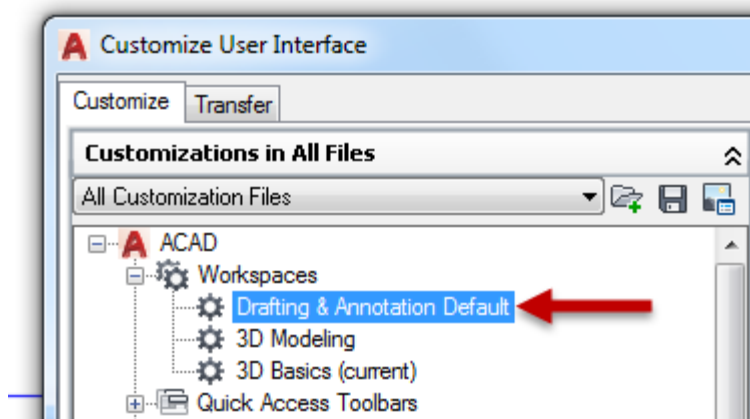 Customize User Interface
Customize Transfer
Customizations in All Files
All Customization Files
ACAD
Workspaces
Drafting & Annotation Default
3D Modeling
3D Basics (current)
Quick Access Toolbars